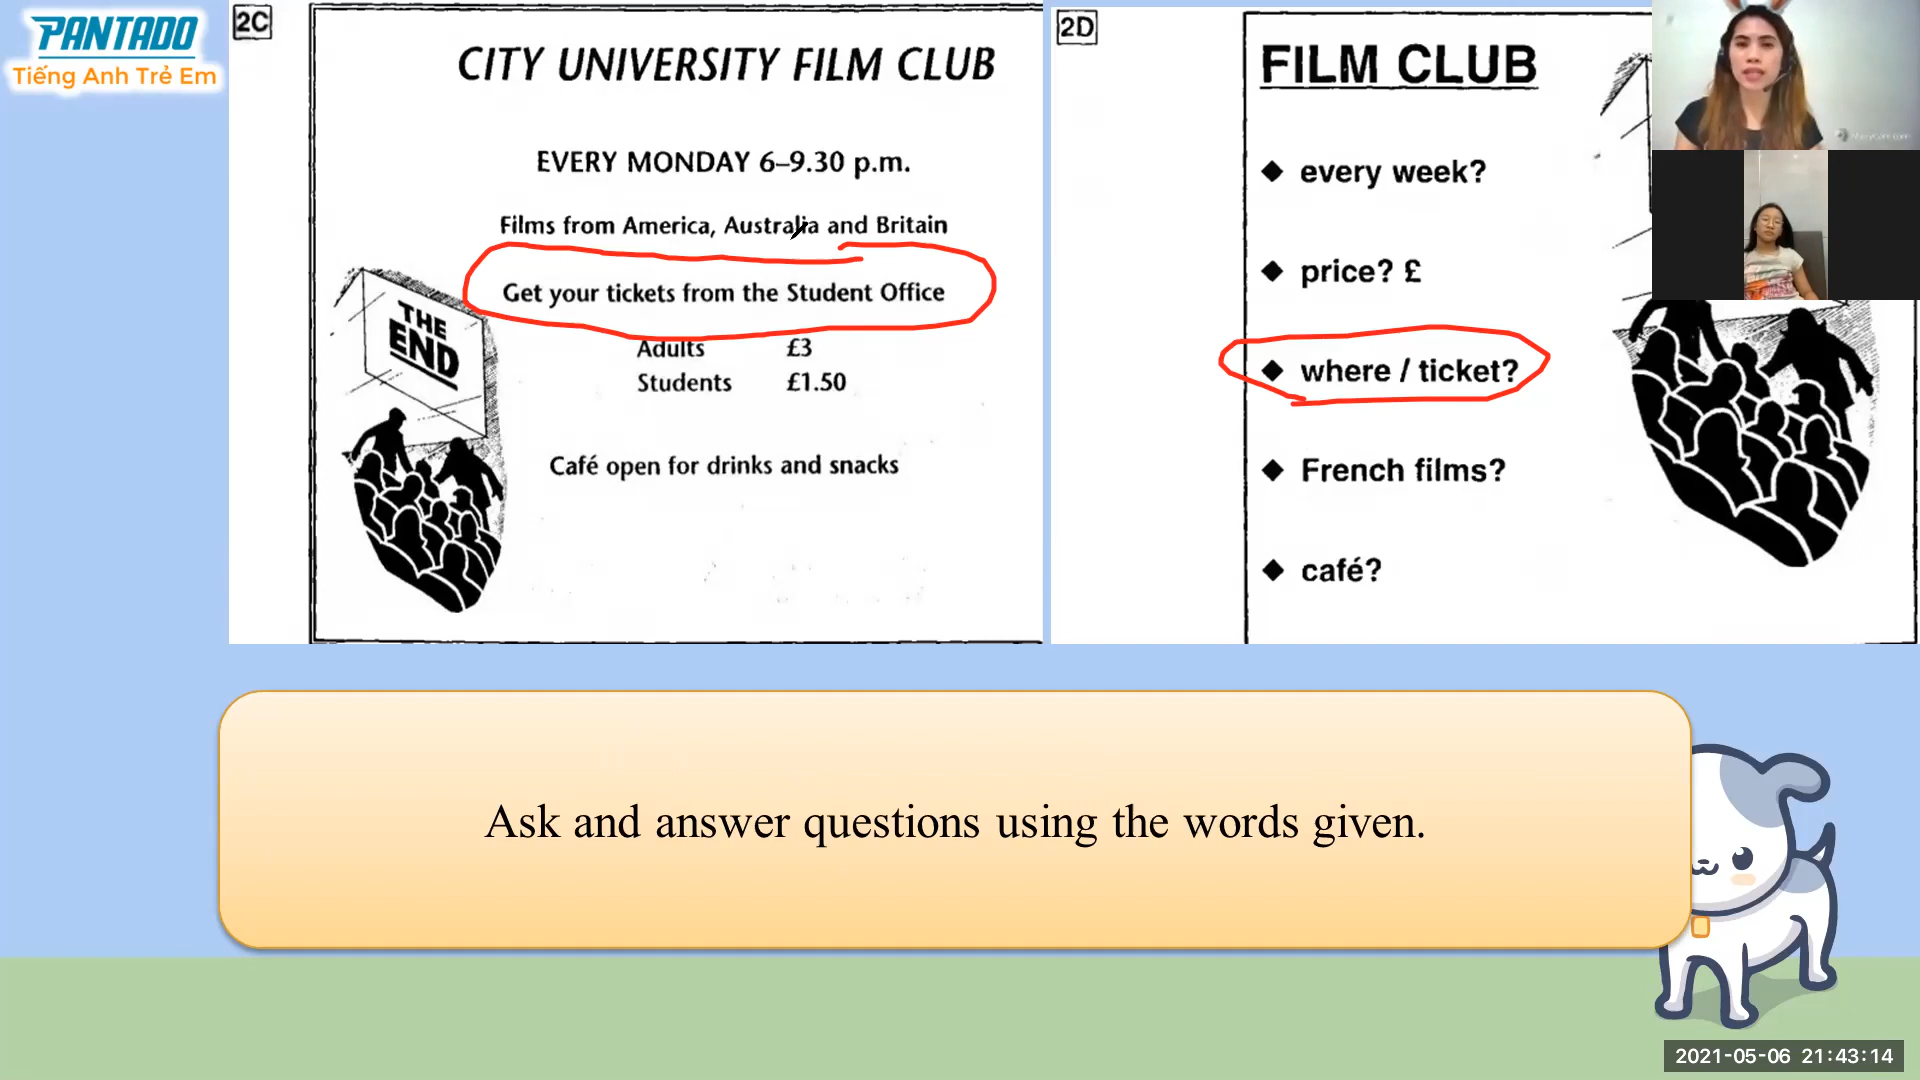 PANTADO
Tiếng Anh Trẻ Em
2C
CITY UNIVERSITY FILM CLUB
EVERY MONDAY 6–9.30 p.m.
Films from America, Australia and Britain
Get your tickets from the Student Office
Adults £3
Students £1.50
Café open for drinks and snacks
THE
END
2D
FILM CLUB
◆ every week?
◆ price? £
◆ where / ticket?
◆ French films?
◆ café?
Ask and answer questions using the words given.
2021-05-06 21:43:14